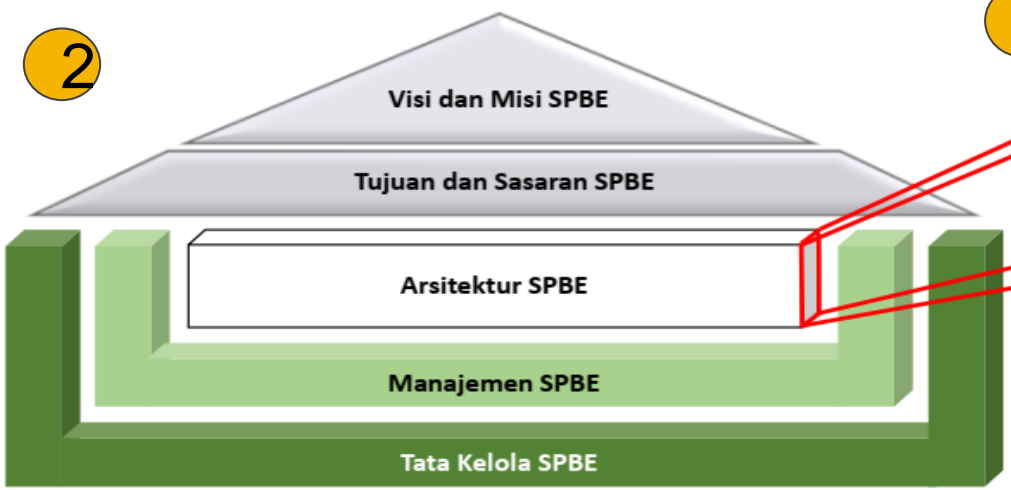 2
Visi dan Misi SPBE
Tujuan dan Sasaran SPBE
Arsitektur SPBE
Manajemen SPBE
Tata Kelola SPBE